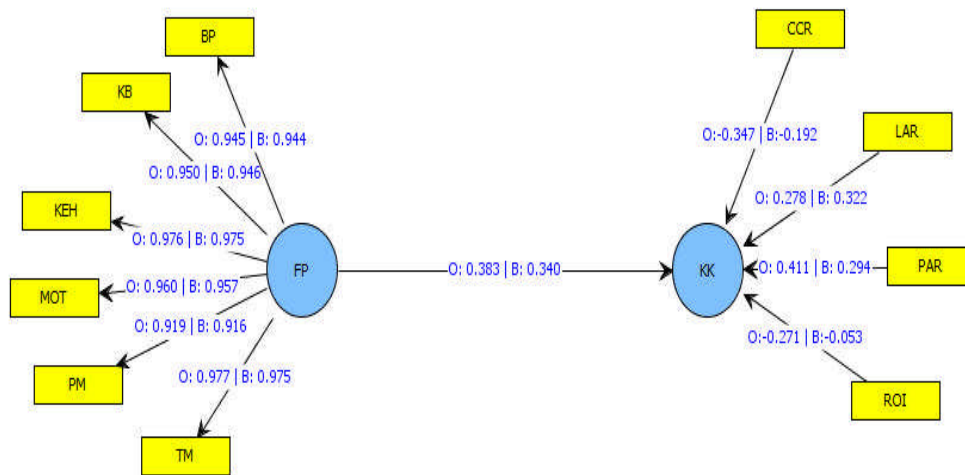 BP
CCR
KB
O: 0.945 | B: 0.944
O:-0.347 | B:-0.192
LAR
O: 0.950 | B: 0.946
O: 0.278 | B: 0.322
KEH
O: 0.976 | B: 0.975
FP
O: 0.383 | B: 0.340
KK
O: 0.411 | B: 0.294
PAR
MOT
O: 0.960 | B: 0.957
O: 0.919 | B: 0.916
O:-0.271 | B:-0.053
PM
O: 0.977 | B: 0.975
ROI
TM